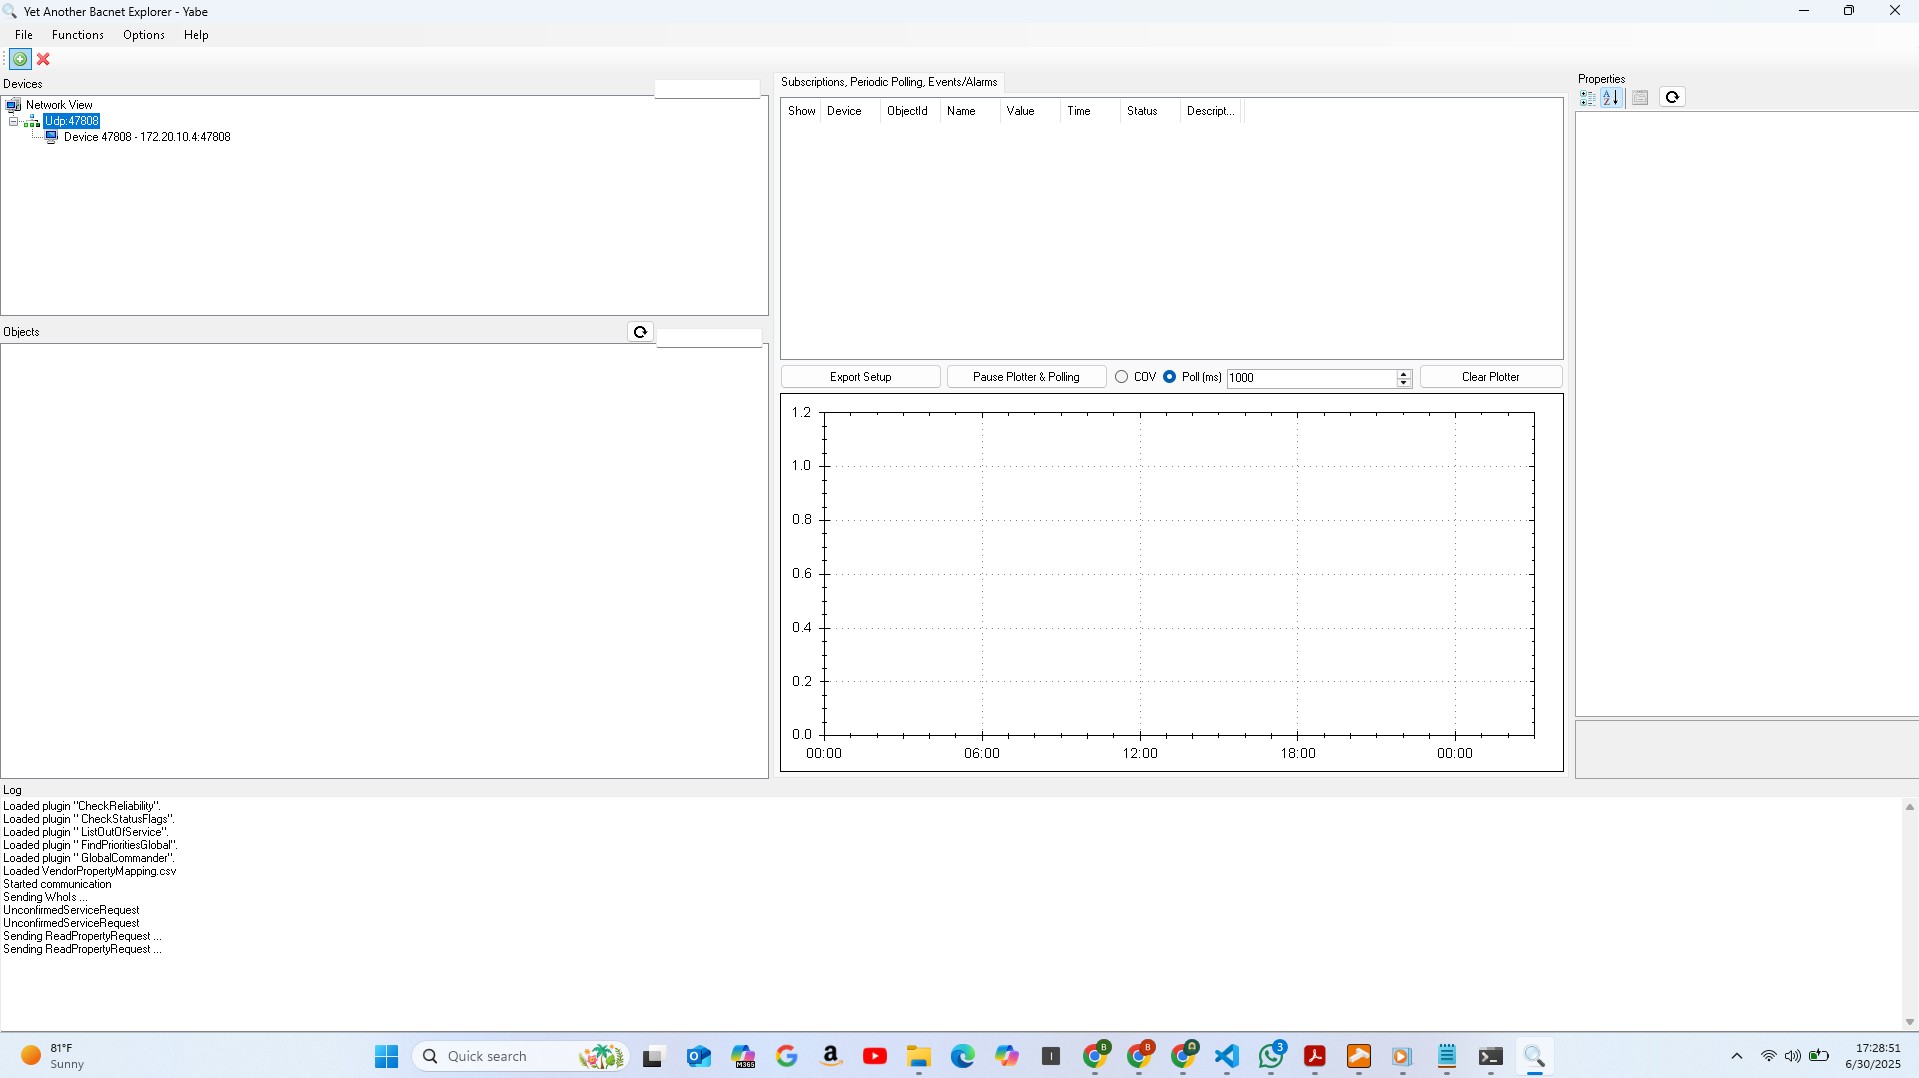 Yet Another Bacnet Explorer - Yabe
File Functions Options Help
Devices
Network View
Udp:47808
Device 47808 - 172.20.10.4:47808
Objects
Subscriptions, Periodic Polling, Events/Alarms
Show Device ObjectId Name Value Time Status Descript...
Export Setup Pause Plotter & Polling COV Poll (ms) 1000 Clear Plotter
1.2
1.0
0.8
0.6
0.4
0.2
0.0
00:00 06:00 12:00 18:00 00:00
Properties
Log
Loaded plugin "CheckReliability".
Loaded plugin " CheckStatusFlags".
Loaded plugin " ListOutOfService".
Loaded plugin " FindPrioritiesGlobal".
Loaded plugin " GlobalCommander".
Loaded VendorPropertyMapping.csv
Started communication
Sending WhoIs ...
UnconfirmedServiceRequest
UnconfirmedServiceRequest
Sending ReadPropertyRequest ...
Sending ReadPropertyRequest ...
81°F
Sunny
Quick search
M365
3
17:28:51
6/30/2025